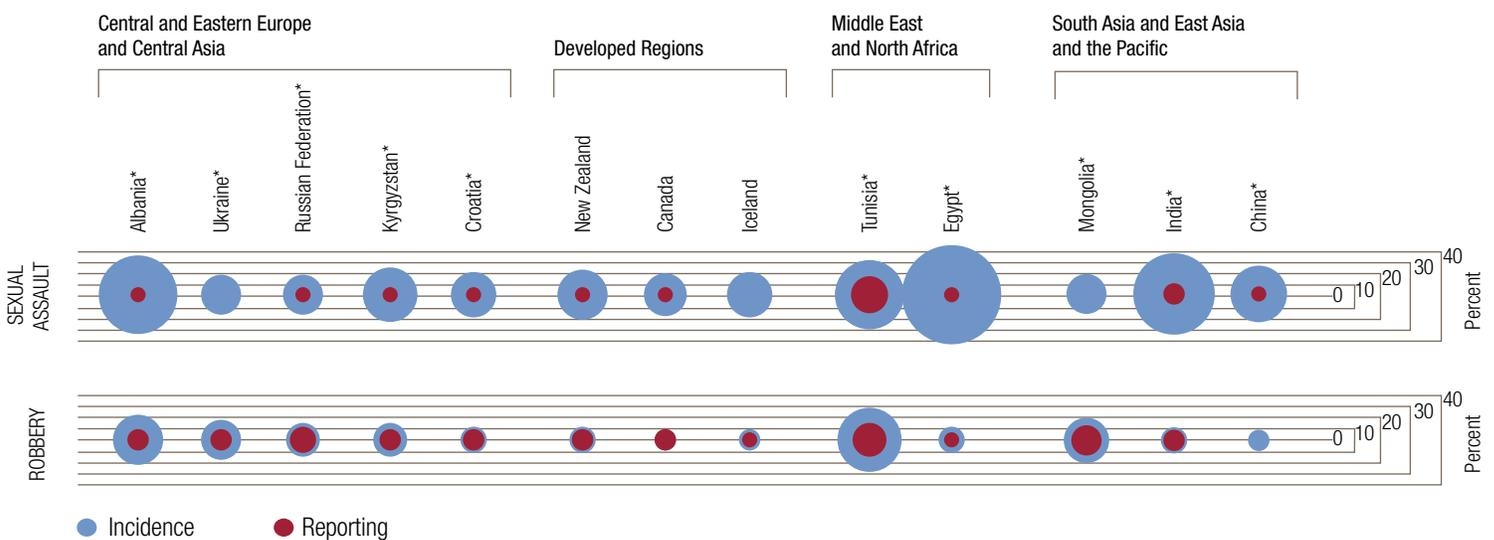 Central and Eastern Europe
and Central Asia
Developed Regions
Middle East
and North Africa
South Asia and East Asia
and the Pacific
Albania*
Ukraine*
Russian Federation*
Kyrgyzstan*
Croatia*
New Zealand
Canada
Iceland
Tunisia*
Egypt*
Mongolia*
India*
China*
SEXUAL
ASSAULT
0
10
20
30
40
Percent
ROBBERY
0
10
20
30
40
Percent
Incidence
Reporting